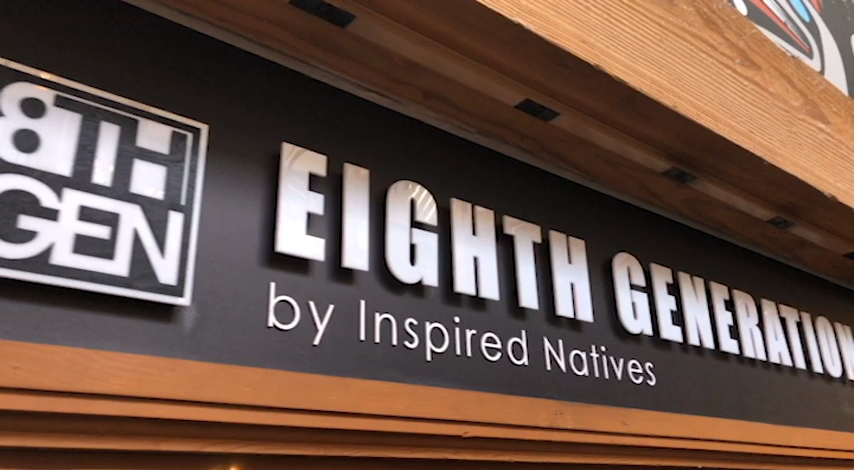 8TH
GEN
EIGHTH GENERATION
by Inspired Natives